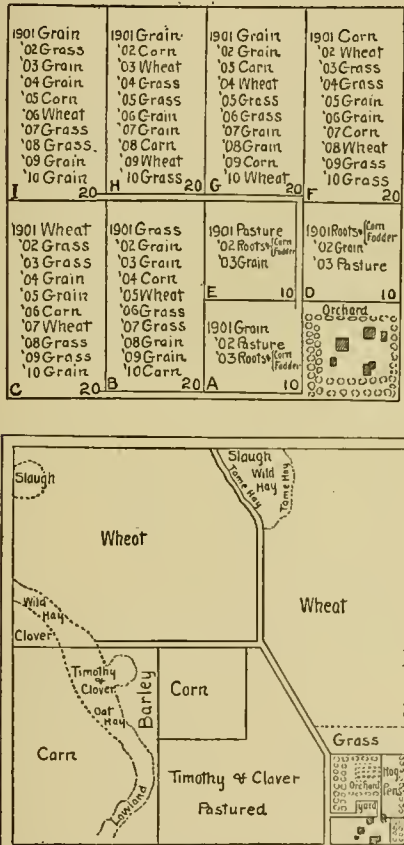 1901 Grain
'02 Grass
'03 Grain
'04 Grain
'05 Corn
'06 Wheat
'07 Grass
'08 Grass.
'09 Grain
'10 Grain
I 20
1901 Grain
'02 Corn
'03 Wheat
'04 Grass
'05 Grass
'06 Grain
'07 Grain
'08 Corn
'09 Wheat
'10 Grass
H 20
1901 Grain
'02 Grain
'03 Corn
'04 Wheat
'05 Grass
'06 Grass
'07 Grain
'08 Grain
'09 Corn
'10 Wheat
G 20
1901 Corn
'02 Wheat
'03 Grass
'04 Grass
'05 Grain
'06 Grain
'07 Corn
'08 Wheat
'09 Grass
'10 Grass
F 20
1901 Wheat
'02 Grass
'03 Grass
'04 Grain
'05 Grain
'06 Corn
'07 Wheat
'08 Grass
'09 Grass
'10 Grain
C 20
1901 Grass
'02 Grain
'03 Grain
'04 Corn
'05 Wheat
'06 Grass
'07 Grass
'08 Grain
'09 Grain
'10 Corn
B 20
1901 Pasture
'02 Roots & Corn Fodder
'03 Grain
E 10
1901 Roots & Corn Fodder
'02 Grain
'03 Pasture
D 10
1901 Grain
'02 Pasture
'03 Roots & Corn Fodder
A 10
Orchard
Slaugh
Wheat
Slaugh
Wild
Hay
Tame Hay
Tame Hay
Wheat
Wild
Hay
Clover
Timothy
& Clover
Oat
Hay
Barley
Lowland
Carn
Corn
Timothy & Claver
Pastured
Grass
Orchard
Hog
Pens
yard